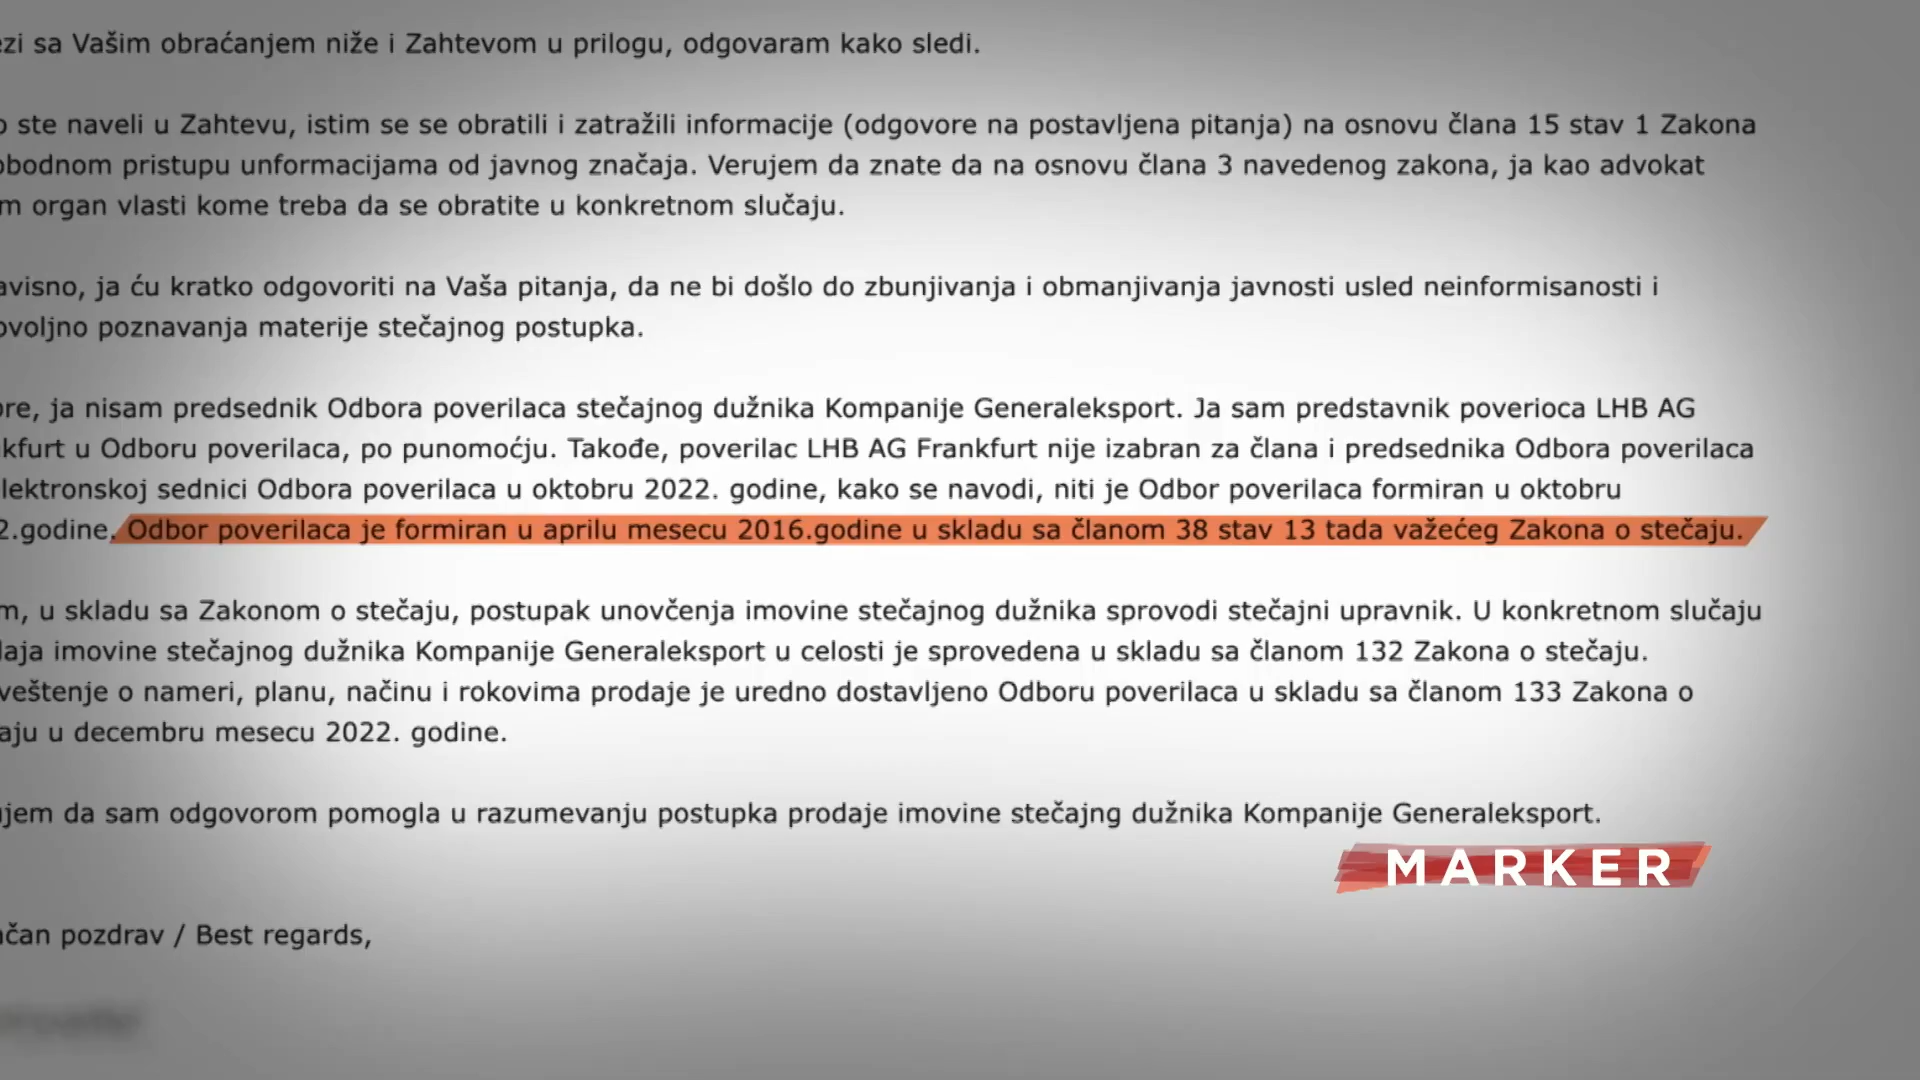 ezi sa Vašim obraćanjem niže i Zahtevom u prilogu, odgovaram kako sledi.
o ste naveli u Zahtevu, istim se se obratili i zatražili informacije (odgovore na postavljena pitanja) na osnovu člana 15 stav 1 Zakona
obodnom pristupu unformacijama od javnog značaja. Verujem da znate da na osnovu člana 3 navedenog zakona, ja kao advokat
m organ vlasti kome treba da se obratite u konkretnom slučaju.
avisno, ja ću kratko odgovoriti na Vaša pitanja, da ne bi došlo do zbunjivanja i obmanjivanja javnosti usled neinformisanosti i
ovoljno poznavanja materije stečajnog postupka.
ore, ja nisam predsednik Odbora poverilaca stečajnog dužnika Kompanije Generaleksport. Ja sam predstavnik poverioca LHB AG
kfurt u Odboru poverilaca, po punomoćju. Takođe, poverilac LHB AG Frankfurt nije izabran za člana i predsednika Odbora poverilaca
lektronskoj sednici Odbora poverilaca u oktobru 2022. godine, kako se navodi, niti je Odbor poverilaca formiran u oktobru
2.godine. Odbor poverilaca je formiran u aprilu mesecu 2016.godine u skladu sa članom 38 stav 13 tada važećeg Zakona o stečaju.
m, u skladu sa Zakonom o stečaju, postupak unovčenja imovine stečajnog dužnika sprovodi stečajni upravnik. U konkretnom slučaju
daja imovine stečajnog dužnika Kompanije Generaleksport u celosti je sprovedena u skladu sa članom 132 Zakona o stečaju.
veštenje o nameri, planu, načinu i rokovima prodaje je uredno dostavljeno Odboru poverilaca u skladu sa članom 133 Zakona o
aju u decembru mesecu 2022. godine.
ujem da sam odgovorom pomogla u razumevanju postupka prodaje imovine stečajng dužnika Kompanije Generaleksport.
MARKER
ačan pozdrav / Best regards,